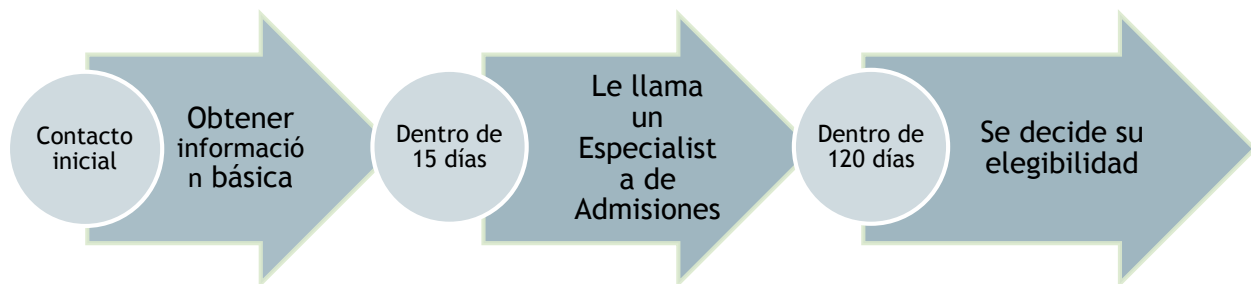 Contacto
inicial
Obtener
informació
n básica
Dentro de
15 días
Le llama
un
Especialist
a de
Admisiones
Dentro de
120 días
Se decide su
elegibilidad